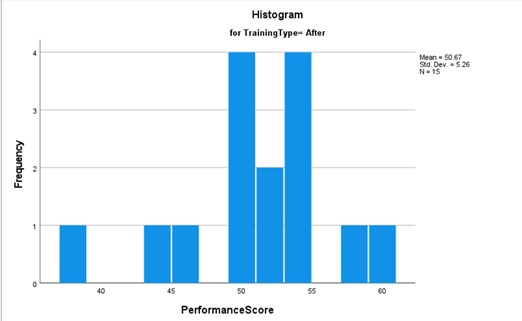 Histogram
for TrainingType= After
Mean = 50.67
Std. Dev. = 5.26
N = 15
Frequency
4
3
2
1
0
40 45 50 55 60
PerformanceScore